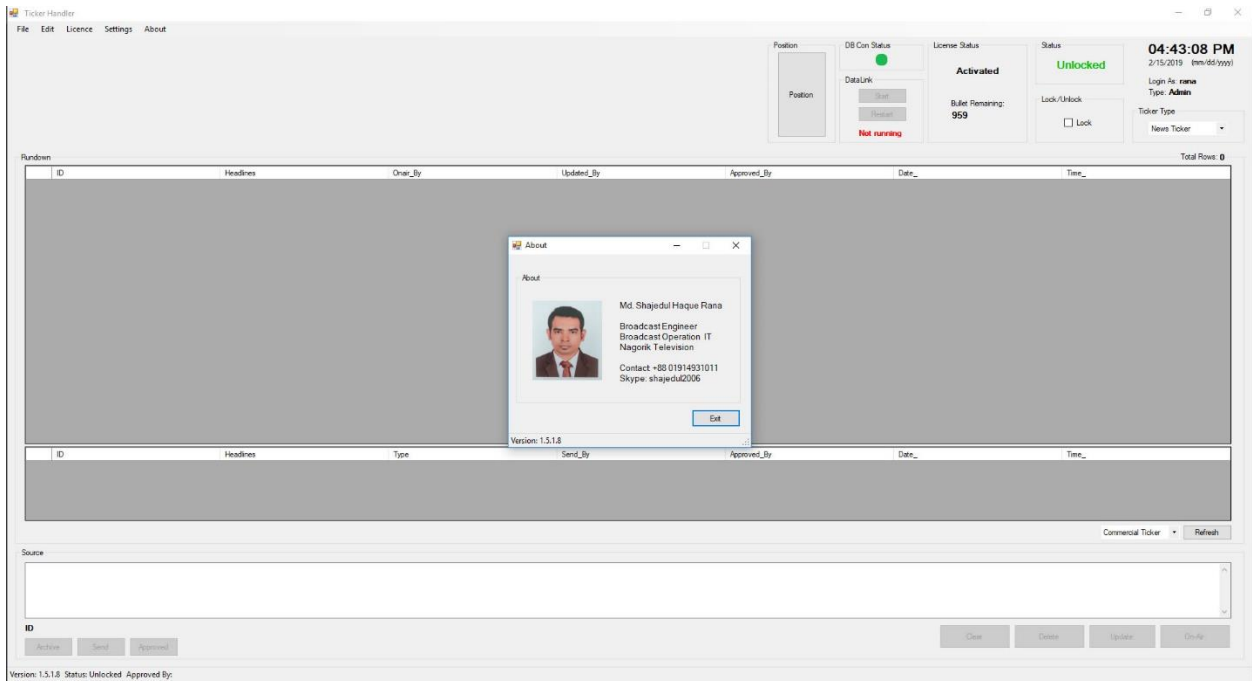 Ticker Handler
File Edit Licence Settings About
Position
Position
DB Con Status
DataLink
Start
Restart
Not running
License Status
Activated
Bullet Remaining:
959
Status
Unlocked
Lock/Unlock
Lock
04:43:08 PM
2/15/2019 (mm/dd/yyyy)
Login As: rana
Type: Admin
Ticker Type
News Ticker
Rundown
Total Rows: 0
ID Headlines Onair_By Updated_By Approved_By Date_ Time_
About
About
Md. Shajedul Haque Rana
Broadcast Engineer
Broadcast Operation IT
Nagorik Television
Contact: +88 01914931011
Skype: shajedul2006
Exit
Version: 1.5.1.8
ID Headlines Type Send_By Approved_By Date_ Time_
Commercial Ticker Refresh
Source
ID
Archive Send Approved Clear Delete Update On-Air
Version: 1.5.1.8 Status: Unlocked Approved By: